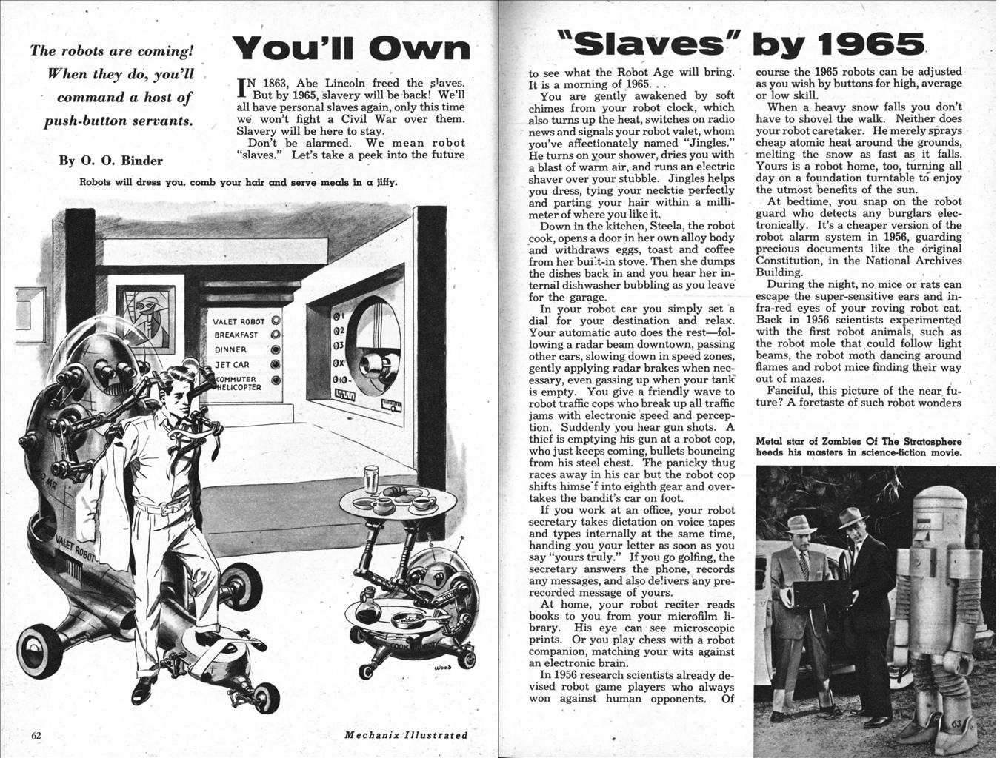 The robots are coming!
When they do, you'll
command a host of
push-button servants.
By O. O. Binder
You'll Own
IN 1863, Abe Lincoln freed the slaves.
But by 1965, slavery will be back! We'll
all have personal slaves again, only this time
we won't fight a Civil War over them.
Slavery will be here to stay.
Don't be alarmed. We mean robot
"slaves." Let's take a peek into the future
Robots will dress you, comb your hair and serve meals in a jiffy.
VALET ROBOT
BREAKFAST
DINNER
JET CAR
COMMUTER
HELICOPTER
1
2
3
X
+-
MR
VALET ROBOT
COOK ROBOT
WOOD
62
Mechanix Illustrated
"Slaves" by 1965
to see what the Robot Age will bring.
It is a morning of 1965. . .
You are gently awakened by soft
chimes from your robot clock, which
also turns up the heat, switches on radio
news and signals your robot valet, whom
you've affectionately named "Jingles."
He turns on your shower, dries you with
a blast of warm air, and runs an electric
shaver over your stubble. Jingles helps
you dress, tying your necktie perfectly
and parting your hair within a milli-
meter of where you like it.
Down in the kitchen, Steela, the robot
cook, opens a door in her own alloy body
and withdraws eggs, toast and coffee
from her built-in stove. Then she dumps
the dishes back in and you hear her in-
ternal dishwasher bubbling as you leave
for the garage.
In your robot car you simply set a
dial for your destination and relax.
Your automatic auto does the rest—fol-
lowing a radar beam downtown, passing
other cars, slowing down in speed zones,
gently applying radar brakes when nec-
essary, even gassing up when your tank
is empty. You give a friendly wave to
robot traffic cops who break up all traffic
jams with electronic speed and percep-
tion. Suddenly you hear gun shots. A
thief is emptying his gun at a robot cop,
who just keeps coming, bullets bouncing
from his steel chest. The panicky thug
races away in his car but the robot cop
shifts himself into eighth gear and over-
takes the bandit's car on foot.
If you work at an office, your robot
secretary takes dictation on voice tapes
and types internally at the same time,
handing you your letter as soon as you
say "yours truly." If you go golfing, the
secretary answers the phone, records
any messages, and also delivers any pre-
recorded message of yours.
At home, your robot reciter reads
books to you from your microfilm li-
brary. His eye can see microscopic
prints. Or you play chess with a robot
companion, matching your wits against
an electronic brain.
In 1956 research scientists already de-
vised robot game players who always
won against human opponents. Of
course the 1965 robots can be adjusted
as you wish by buttons for high, average
or low skill.
When a heavy snow falls you don't
have to shovel the walk. Neither does
your robot caretaker. He merely sprays
cheap atomic heat around the grounds,
melting the snow as fast as it falls.
Yours is a robot home, too, turning all
day on a foundation turntable to enjoy
the utmost benefits of the sun.
At bedtime, you snap on the robot
guard who detects any burglars elec-
tronically. It's a cheaper version of the
robot alarm system in 1956, guarding
precious documents like the original
Constitution, in the National Archives
Building.
During the night, no mice or rats can
escape the super-sensitive ears and in-
fra-red eyes of your roving robot cat.
Back in 1956 scientists experimented
with the first robot animals, such as
the robot mole that could follow light
beams, the robot moth dancing around
flames and robot mice finding their way
out of mazes.
Fanciful, this picture of the near fu-
ture? A foretaste of such robot wonders
Metal star of Zombies Of The Stratosphere
heeds his masters in science-fiction movie.
63